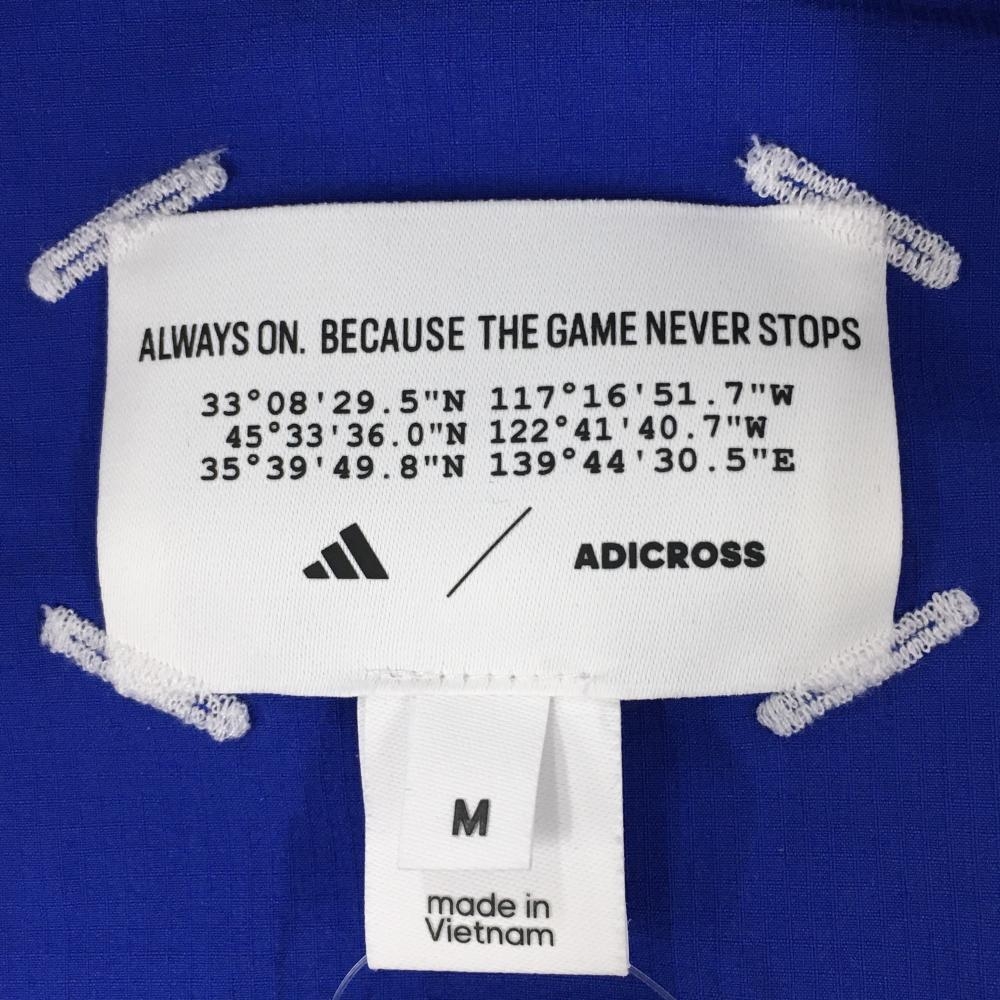 ALWAYS ON. BECAUSE THE GAME NEVER STOPS
33°08'29.5"N 117°16'51.7"W
45°33'36.0"N 122°41'40.7"W
35°39'49.8"N 139°44'30.5"E
ADICROSS
M
made in
Vietnam